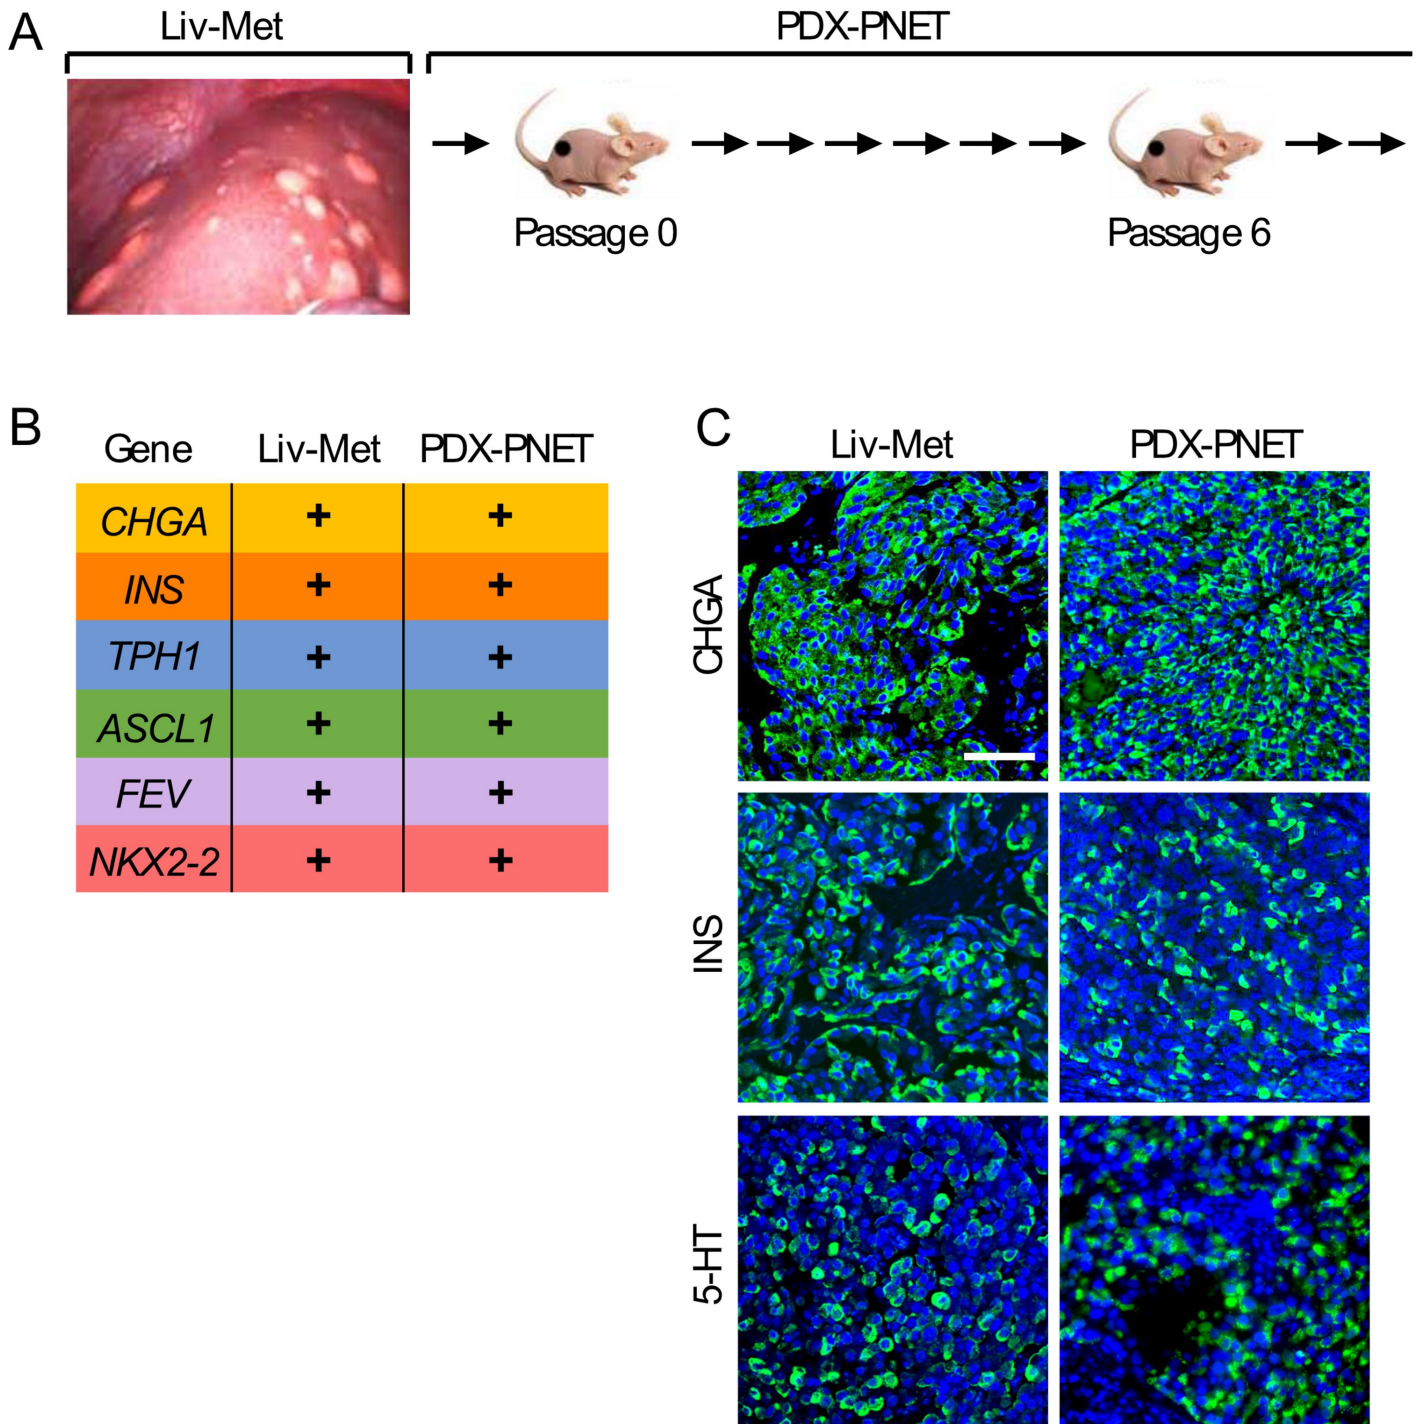 A
Liv-Met
PDX-PNET
Passage 0
Passage 6
B
Gene
Liv-Met
PDX-PNET
CHGA + +
INS + +
TPH1 + +
ASCL1 + +
FEV + +
NKX2-2 + +
C
Liv-Met
PDX-PNET
CHGA
INS
5-HT